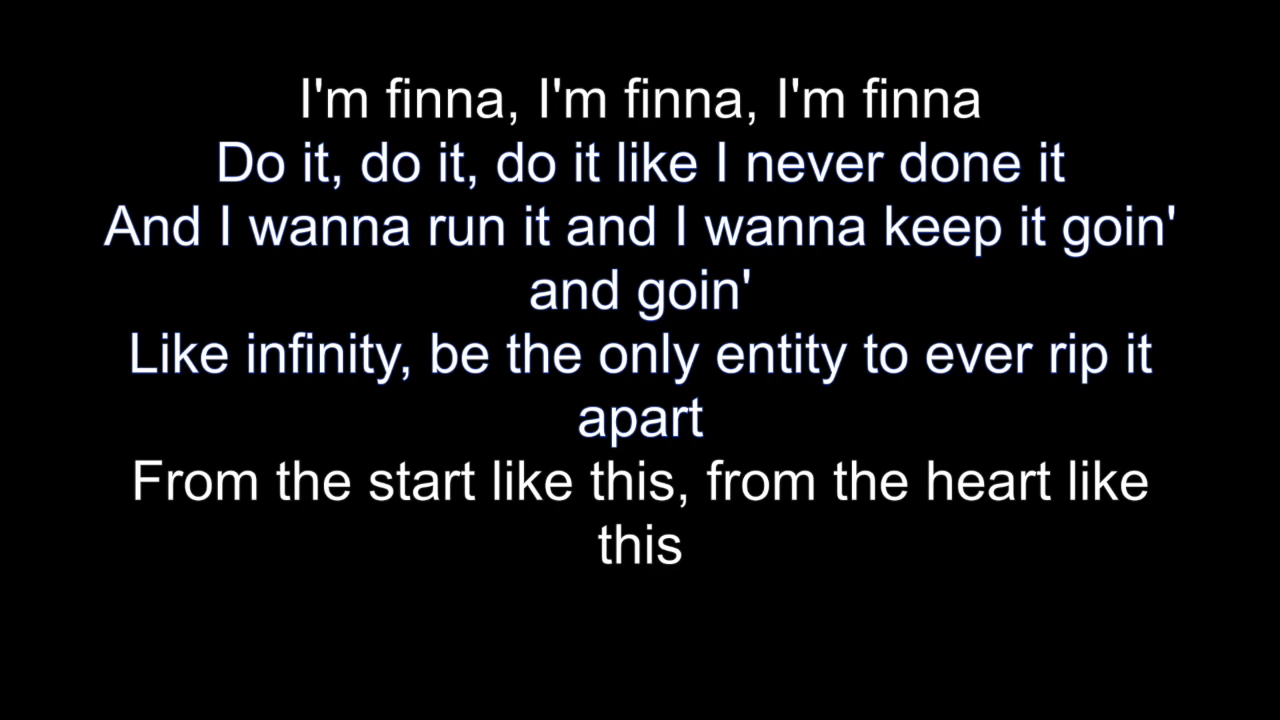 I'm finna, I'm finna, I'm finna
Do it, do it, do it like I never done it
And I wanna run it and I wanna keep it goin'
and goin'
Like infinity, be the only entity to ever rip it
apart
From the start like this, from the heart like
this